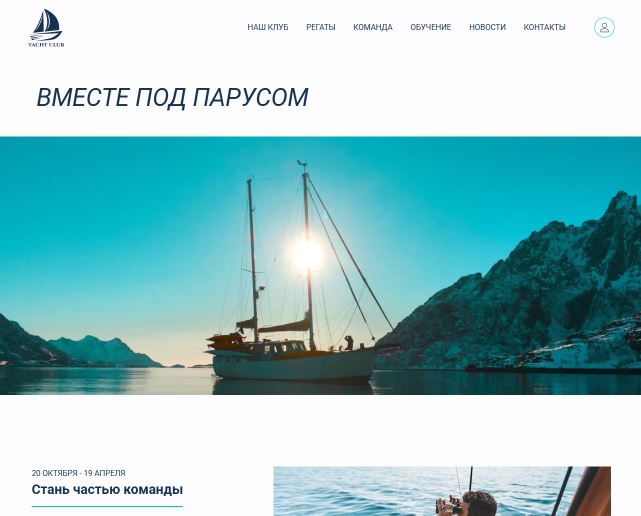 YACHT CLUB
НАШ КЛУБ
РЕГАТЫ
КОМАНДА
ОБУЧЕНИЕ
НОВОСТИ
КОНТАКТЫ
ВМЕСТЕ ПОД ПАРУСОМ
20 ОКТЯБРЯ - 19 АПРЕЛЯ
Стань частью команды